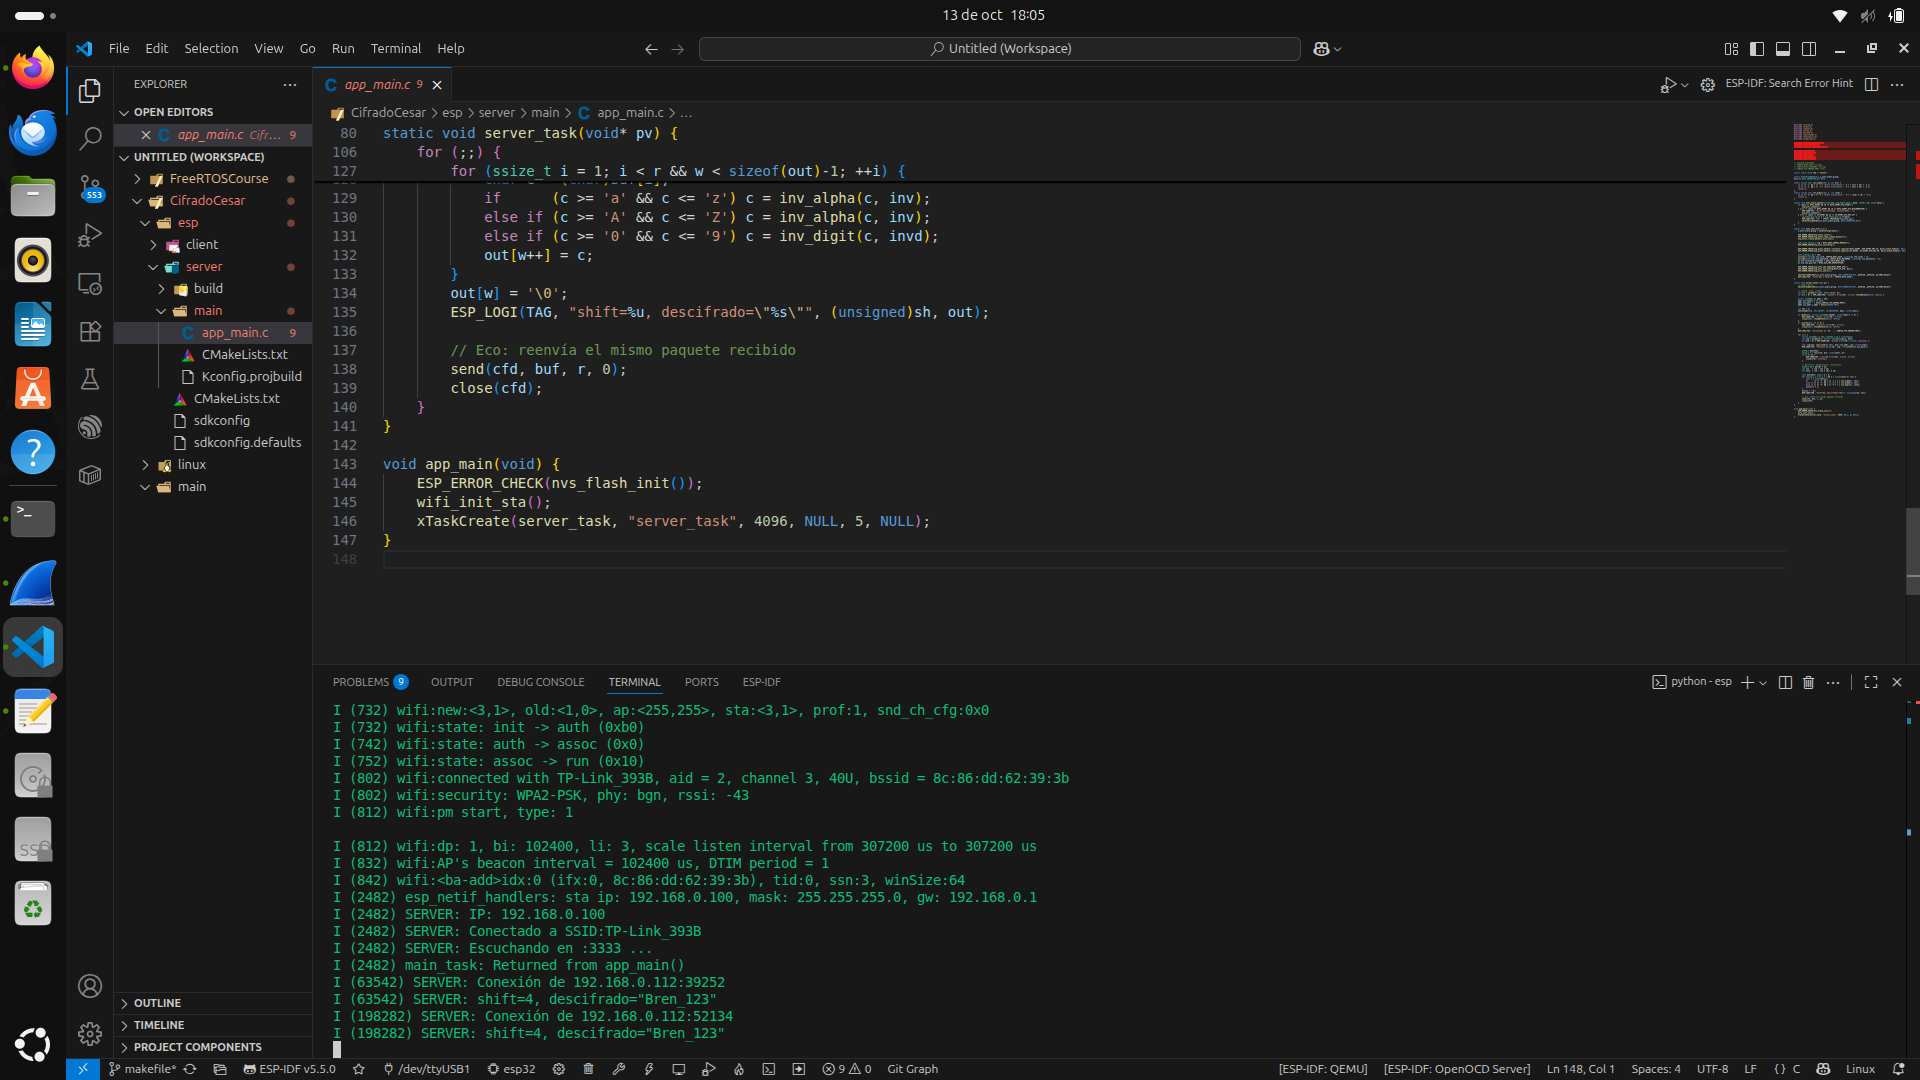 13 de oct 18:05
File Edit Selection View Go Run Terminal Help
Untitled (Workspace)
EXPLORER
OPEN EDITORS
app_main.c Cifr... 9
UNTITLED (WORKSPACE)
FreeRTOSCourse
CifradoCesar
esp
client
server
build
main
app_main.c 9
CMakeLists.txt
Kconfig.projbuild
CMakeLists.txt
sdkconfig
sdkconfig.defaults
linux
main
OUTLINE
TIMELINE
PROJECT COMPONENTS
553
app_main.c 9
ESP-IDF: Search Error Hint
CifradoCesar > esp > server > main > app_main.c > ...
80 static void server_task(void* pv) {
106 for (;;) {
127 for (ssize_t i = 1; i < r && w < sizeof(out)-1; ++i) {
129 if (c >= 'a' && c <= 'z') c = inv_alpha(c, inv);
130 else if (c >= 'A' && c <= 'Z') c = inv_alpha(c, inv);
131 else if (c >= '0' && c <= '9') c = inv_digit(c, invd);
132 out[w++] = c;
133 }
134 out[w] = '\0';
135 ESP_LOGI(TAG, "shift=%u, descifrado=\"%s\"", (unsigned)sh, out);
136
137 // Eco: reenvía el mismo paquete recibido
138 send(cfd, buf, r, 0);
139 close(cfd);
140 }
141 }
142
143 void app_main(void) {
144 ESP_ERROR_CHECK(nvs_flash_init());
145 wifi_init_sta();
146 xTaskCreate(server_task, "server_task", 4096, NULL, 5, NULL);
147 }
148
PROBLEMS 9 OUTPUT DEBUG CONSOLE TERMINAL PORTS ESP-IDF
python - esp
I (732) wifi:new:<3,1>, old:<1,0>, ap:<255,255>, sta:<3,1>, prof:1, snd_ch_cfg:0x0
I (732) wifi:state: init -> auth (0xb0)
I (742) wifi:state: auth -> assoc (0x0)
I (752) wifi:state: assoc -> run (0x10)
I (802) wifi:connected with TP-Link_393B, aid = 2, channel 3, 40U, bssid = 8c:86:dd:62:39:3b
I (802) wifi:security: WPA2-PSK, phy: bgn, rssi: -43
I (812) wifi:pm start, type: 1
I (812) wifi:dp: 1, bi: 102400, li: 3, scale listen interval from 307200 us to 307200 us
I (832) wifi:AP's beacon interval = 102400 us, DTIM period = 1
I (842) wifi:<ba-add>idx:0 (ifx:0, 8c:86:dd:62:39:3b), tid:0, ssn:3, winSize:64
I (2482) esp_netif_handlers: sta ip: 192.168.0.100, mask: 255.255.255.0, gw: 192.168.0.1
I (2482) SERVER: IP: 192.168.0.100
I (2482) SERVER: Conectado a SSID:TP-Link_393B
I (2482) SERVER: Escuchando en :3333 ...
I (2482) main_task: Returned from app_main()
I (63542) SERVER: Conexión de 192.168.0.112:39252
I (63542) SERVER: shift=4, descifrado="Bren_123"
I (198282) SERVER: Conexión de 192.168.0.112:52134
I (198282) SERVER: shift=4, descifrado="Bren_123"
makefile* ESP-IDF v5.5.0 /dev/ttyUSB1 esp32 9 0 Git Graph [ESP-IDF: QEMU] [ESP-IDF: OpenOCD Server] Ln 148, Col 1 Spaces: 4 UTF-8 LF {} C Linux